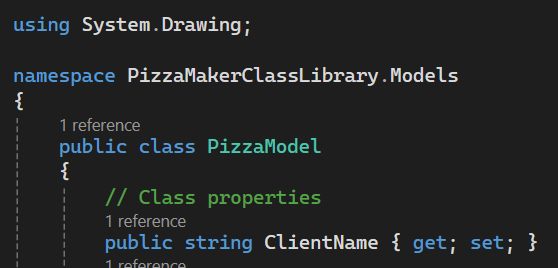 using System.Drawing;
namespace PizzaMakerClassLibrary.Models
{
1 reference
public class PizzaModel
{
// Class properties
1 reference
public string ClientName { get; set; }
1 reference